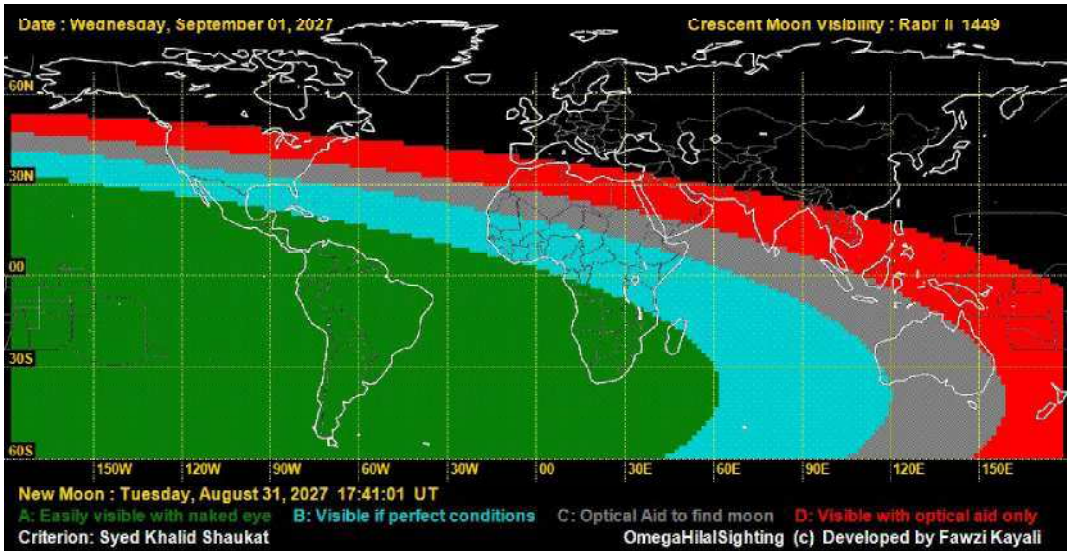 Date : Wednesday, September 01, 2027
Crescent Moon Visibility : Rabi' II 1449
60N
30N
00
30S
60S
150W 120W 90W 60W 30W 00 30E 60E 90E 120E 150E
New Moon : Tuesday, August 31, 2027 17:41:01 UT
A: Easily visible with naked eye B: Visible if perfect conditions C: Optical Aid to find moon D: Visible with optical aid only
Criterion: Syed Khalid Shaukat OmegaHilalSighting (c) Developed by Fawzi Kayali